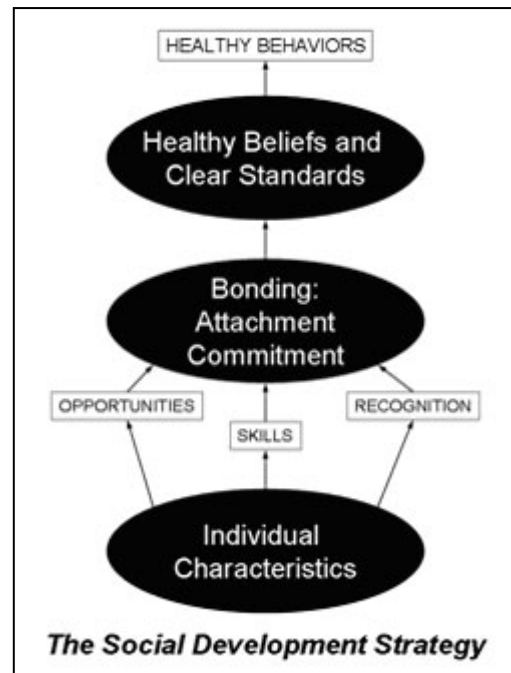 HEALTHY BEHAVIORS
Healthy Beliefs and
Clear Standards
Bonding:
Attachment
Commitment
OPPORTUNITIES
SKILLS
RECOGNITION
Individual
Characteristics
The Social Development Strategy